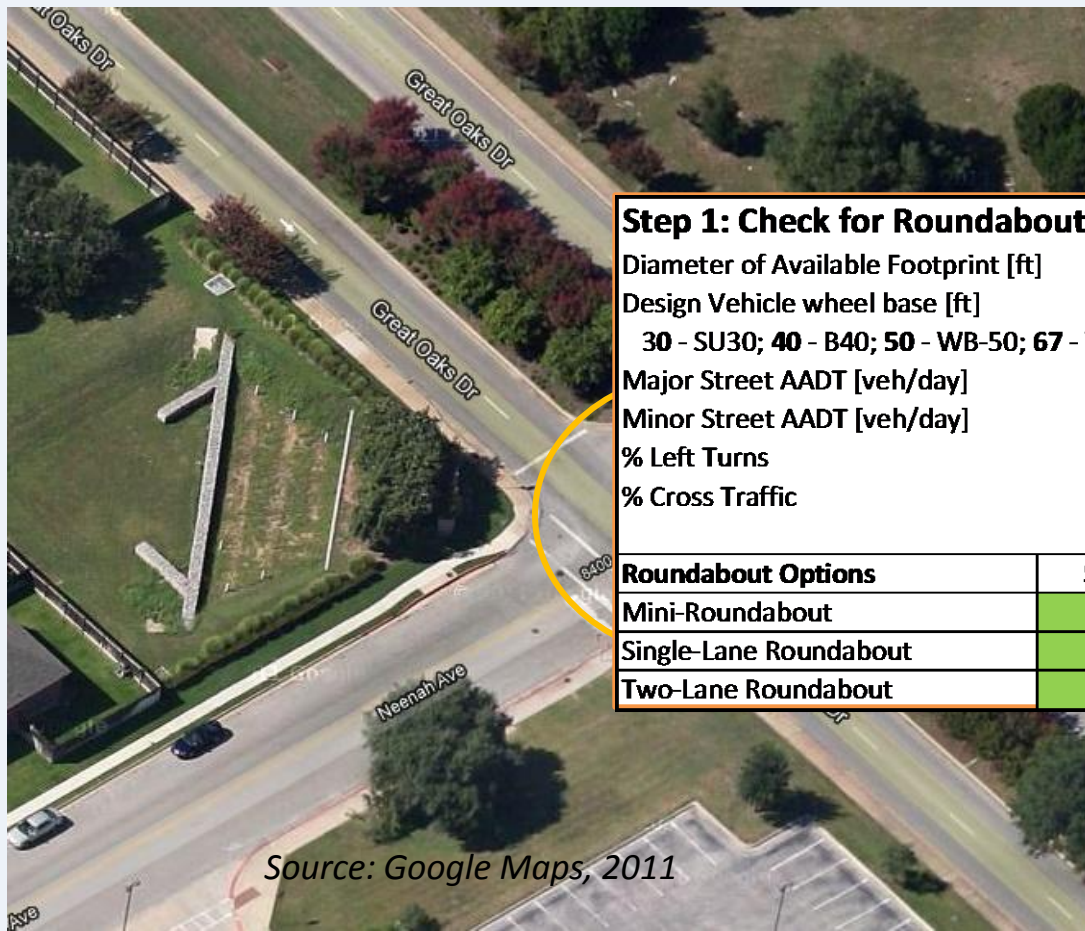 Oaks Dr
Great Oaks Dr
Great Oaks Dr
8400
Neenah Ave
Ave
Step 1: Check for Roundabout
Diameter of Available Footprint [ft]
Design Vehicle wheel base [ft]
30 - SU30; 40 - B40; 50 - WB-50; 67 -
Major Street AADT [veh/day]
Minor Street AADT [veh/day]
% Left Turns
% Cross Traffic
Roundabout Options
Mini-Roundabout
Single-Lane Roundabout
Two-Lane Roundabout
Dr
Source: Google Maps, 2011